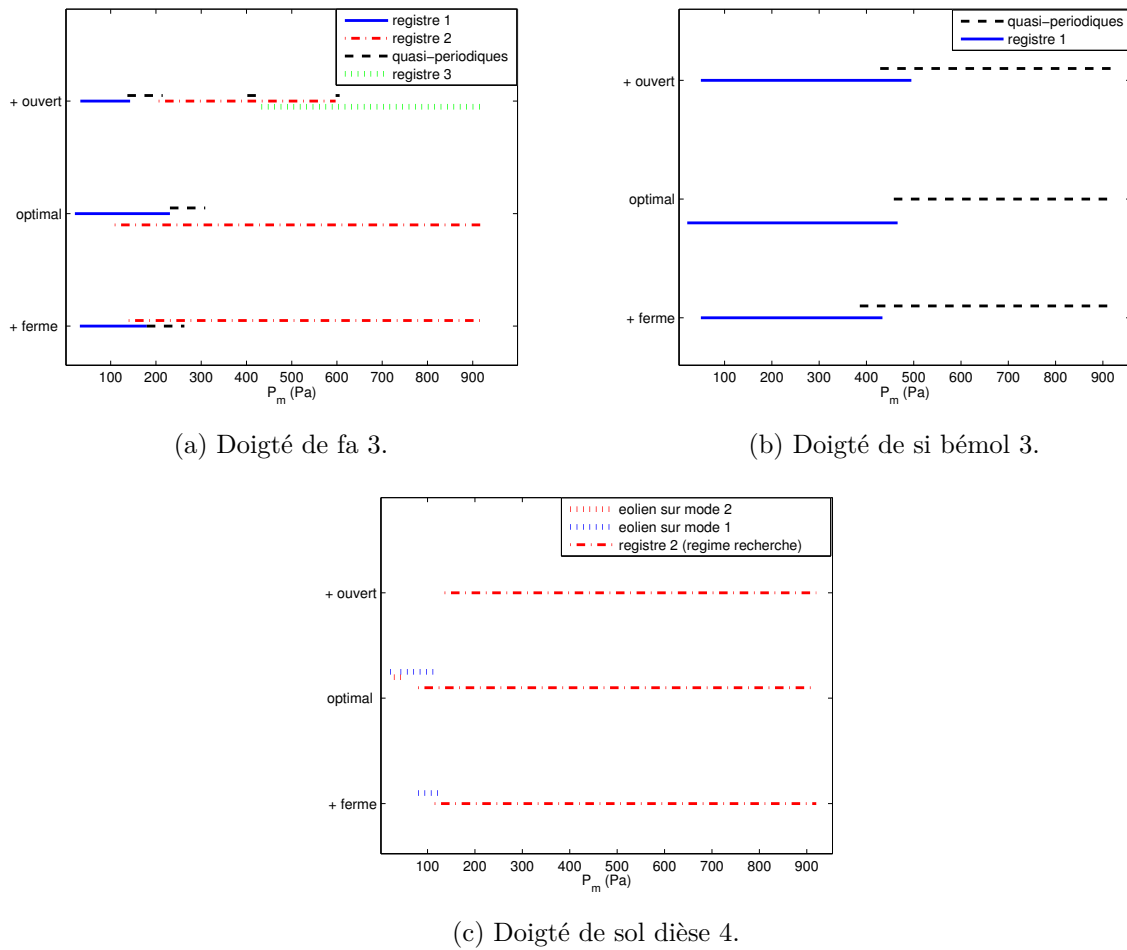 registre 1
registre 2
quasi-periodiques
registre 3
+ ouvert
optimal
+ ferme
100 200 300 400 500 600 700 800 900
P_m (Pa)
(a) Doigté de fa 3.
quasi-periodiques
registre 1
+ ouvert
optimal
+ ferme
100 200 300 400 500 600 700 800 900
P_m (Pa)
(b) Doigté de si bémol 3.
eolien sur mode 2
eolien sur mode 1
registre 2 (regime recherche)
+ ouvert
optimal
+ ferme
100 200 300 400 500 600 700 800 900
P_m (Pa)
(c) Doigté de sol dièse 4.